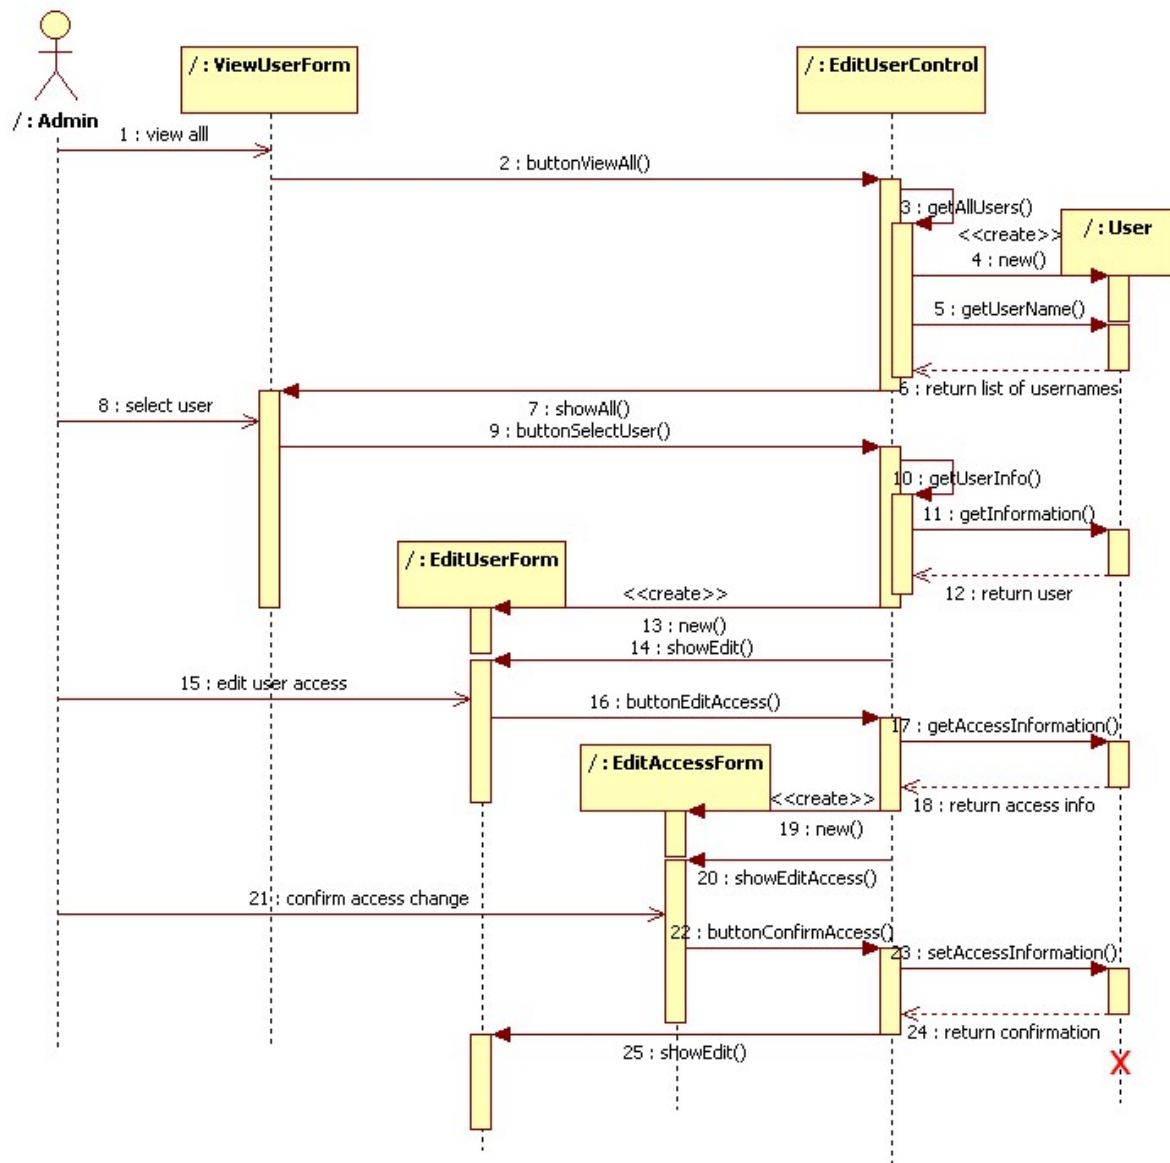 / : ViewUserForm
/ : EditUserControl
/ : Admin
1 : view alll
2 : buttonViewAll()
3 : getAllUsers()
/ : User
<<create>>
4 : new()
5 : getUserName()
6 : return list of usernames
7 : showAll()
8 : select user
9 : buttonSelectUser()
10 : getUserInfo()
11 : getInformation()
/ : EditUserForm
12 : return user
<<create>>
13 : new()
14 : showEdit()
15 : edit user access
16 : buttonEditAccess()
17 : getAccessInformation()
/ : EditAccessForm
<<create>>
18 : return access info
19 : new()
20 : showEditAccess()
21 : confirm access change
22 : buttonConfirmAccess()
23 : setAccessInformation()
24 : return confirmation
25 : showEdit()
X